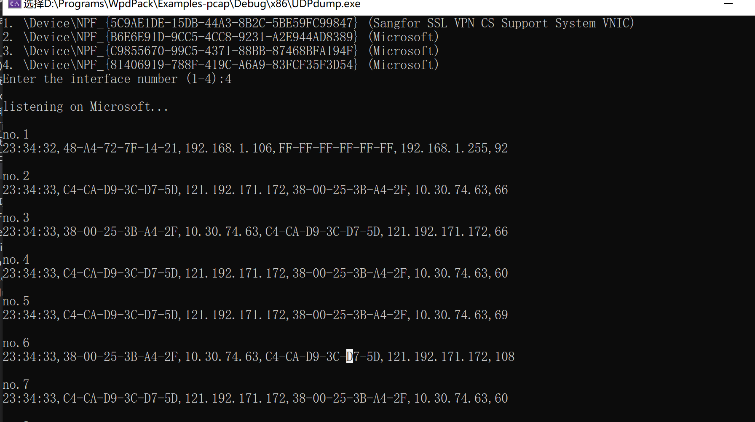 选择D:\Programs\WpdPack\Examples-pcap\Debug\x86\UDPdump.exe
1. \Device\NPF_{5C9AE1DE-15DB-44A3-8B2C-5BE59FC99847} (Sangfor SSL VPN CS Support System VNIC)
2. \Device\NPF_{B6E6E91D-9CC5-4CC8-9231-A2E944AD8389} (Microsoft)
3. \Device\NPF_{C9855670-99C5-4371-88BB-87468BFA194F} (Microsoft)
4. \Device\NPF_{81406919-788F-419C-A6A9-83FCF35F3D54} (Microsoft)
Enter the interface number (1-4):4
listening on Microsoft...
no.1
23:34:32,48-A4-72-7F-14-21,192.168.1.106,FF-FF-FF-FF-FF-FF,192.168.1.255,92
no.2
23:34:33,C4-CA-D9-3C-D7-5D,121.192.171.172,38-00-25-3B-A4-2F,10.30.74.63,66
no.3
23:34:33,38-00-25-3B-A4-2F,10.30.74.63,C4-CA-D9-3C-D7-5D,121.192.171.172,66
no.4
23:34:33,C4-CA-D9-3C-D7-5D,121.192.171.172,38-00-25-3B-A4-2F,10.30.74.63,60
no.5
23:34:33,C4-CA-D9-3C-D7-5D,121.192.171.172,38-00-25-3B-A4-2F,10.30.74.63,69
no.6
23:34:33,38-00-25-3B-A4-2F,10.30.74.63,C4-CA-D9-3C-D7-5D,121.192.171.172,108
no.7
23:34:33,C4-CA-D9-3C-D7-5D,121.192.171.172,38-00-25-3B-A4-2F,10.30.74.63,60